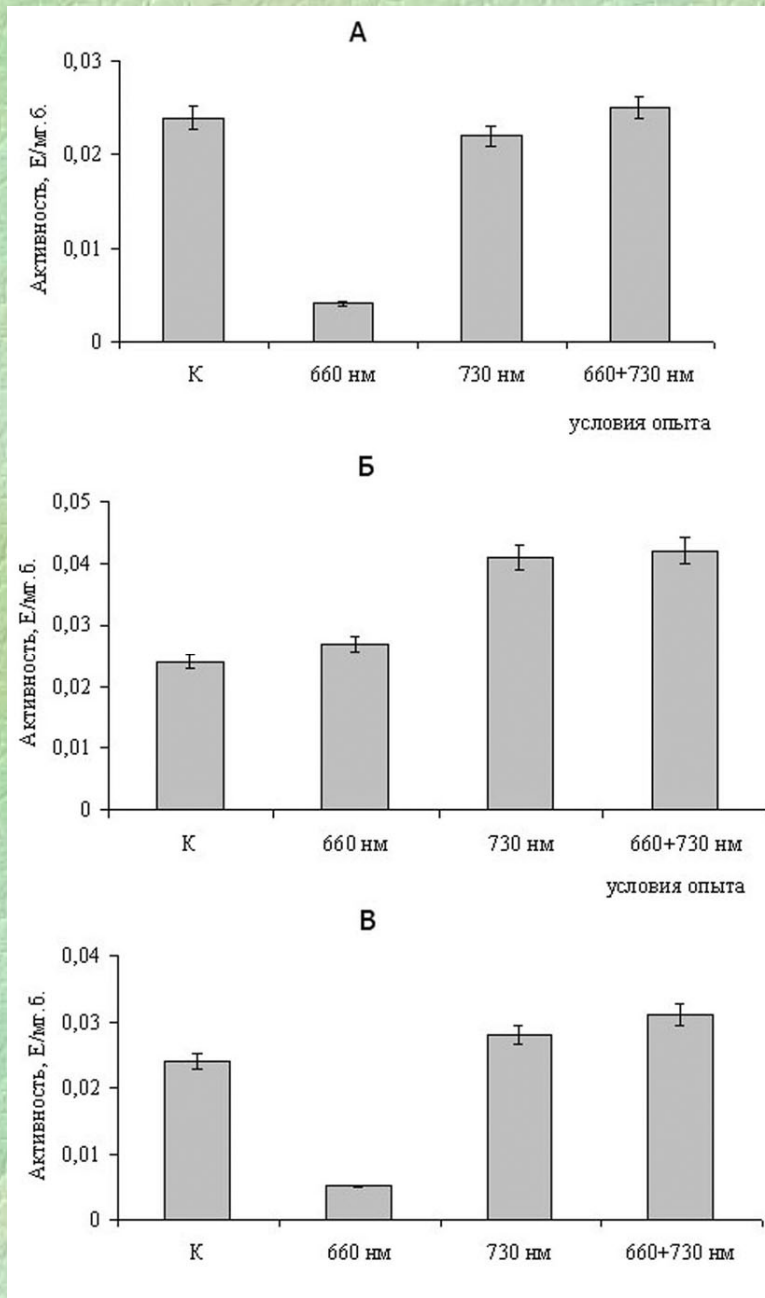 А
Активность, Е/мг.б.
0,03
0,02
0,01
0
К 660 нм 730 нм 660+730 нм
условия опыта
Б
Активность, Е/мг.б.
0,05
0,04
0,03
0,02
0,01
0
К 660 нм 730 нм 660+730 нм
условия опыта
В
Активность, Е/мг.б.
0,04
0,03
0,02
0,01
0
К 660 нм 730 нм 660+730 нм